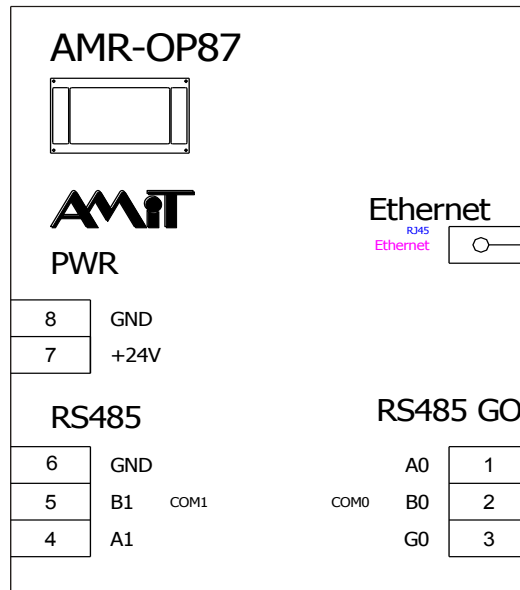 AMR-OP87
AMiT
Ethernet
RJ45
Ethernet
PWR
8 GND
7 +24V
RS485
RS485 GO
6 GND
5 B1 COM1
4 A1
A0 1
COM0 B0 2
G0 3